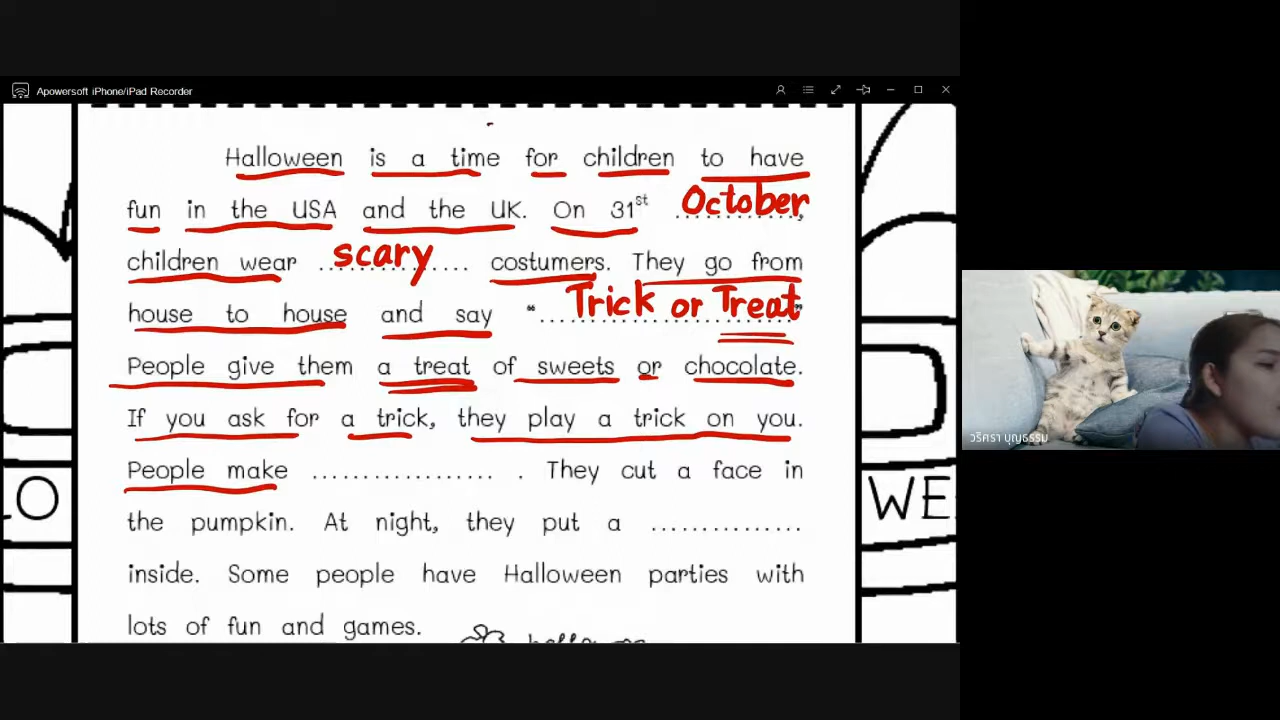 Apowersoft iPhone/iPad Recorder
Halloween is a time for children to have
fun in the USA and the UK. On 31st October,
children wear scary costumers. They go from
house to house and say “Trick or Treat”
People give them a treat of sweets or chocolate.
If you ask for a trick, they play a trick on you.
People make .................. . They cut a face in
the pumpkin. At night, they put a ...............
inside. Some people have Halloween parties with
lots of fun and games.
LO
WE
วริศรา บุญธรรม